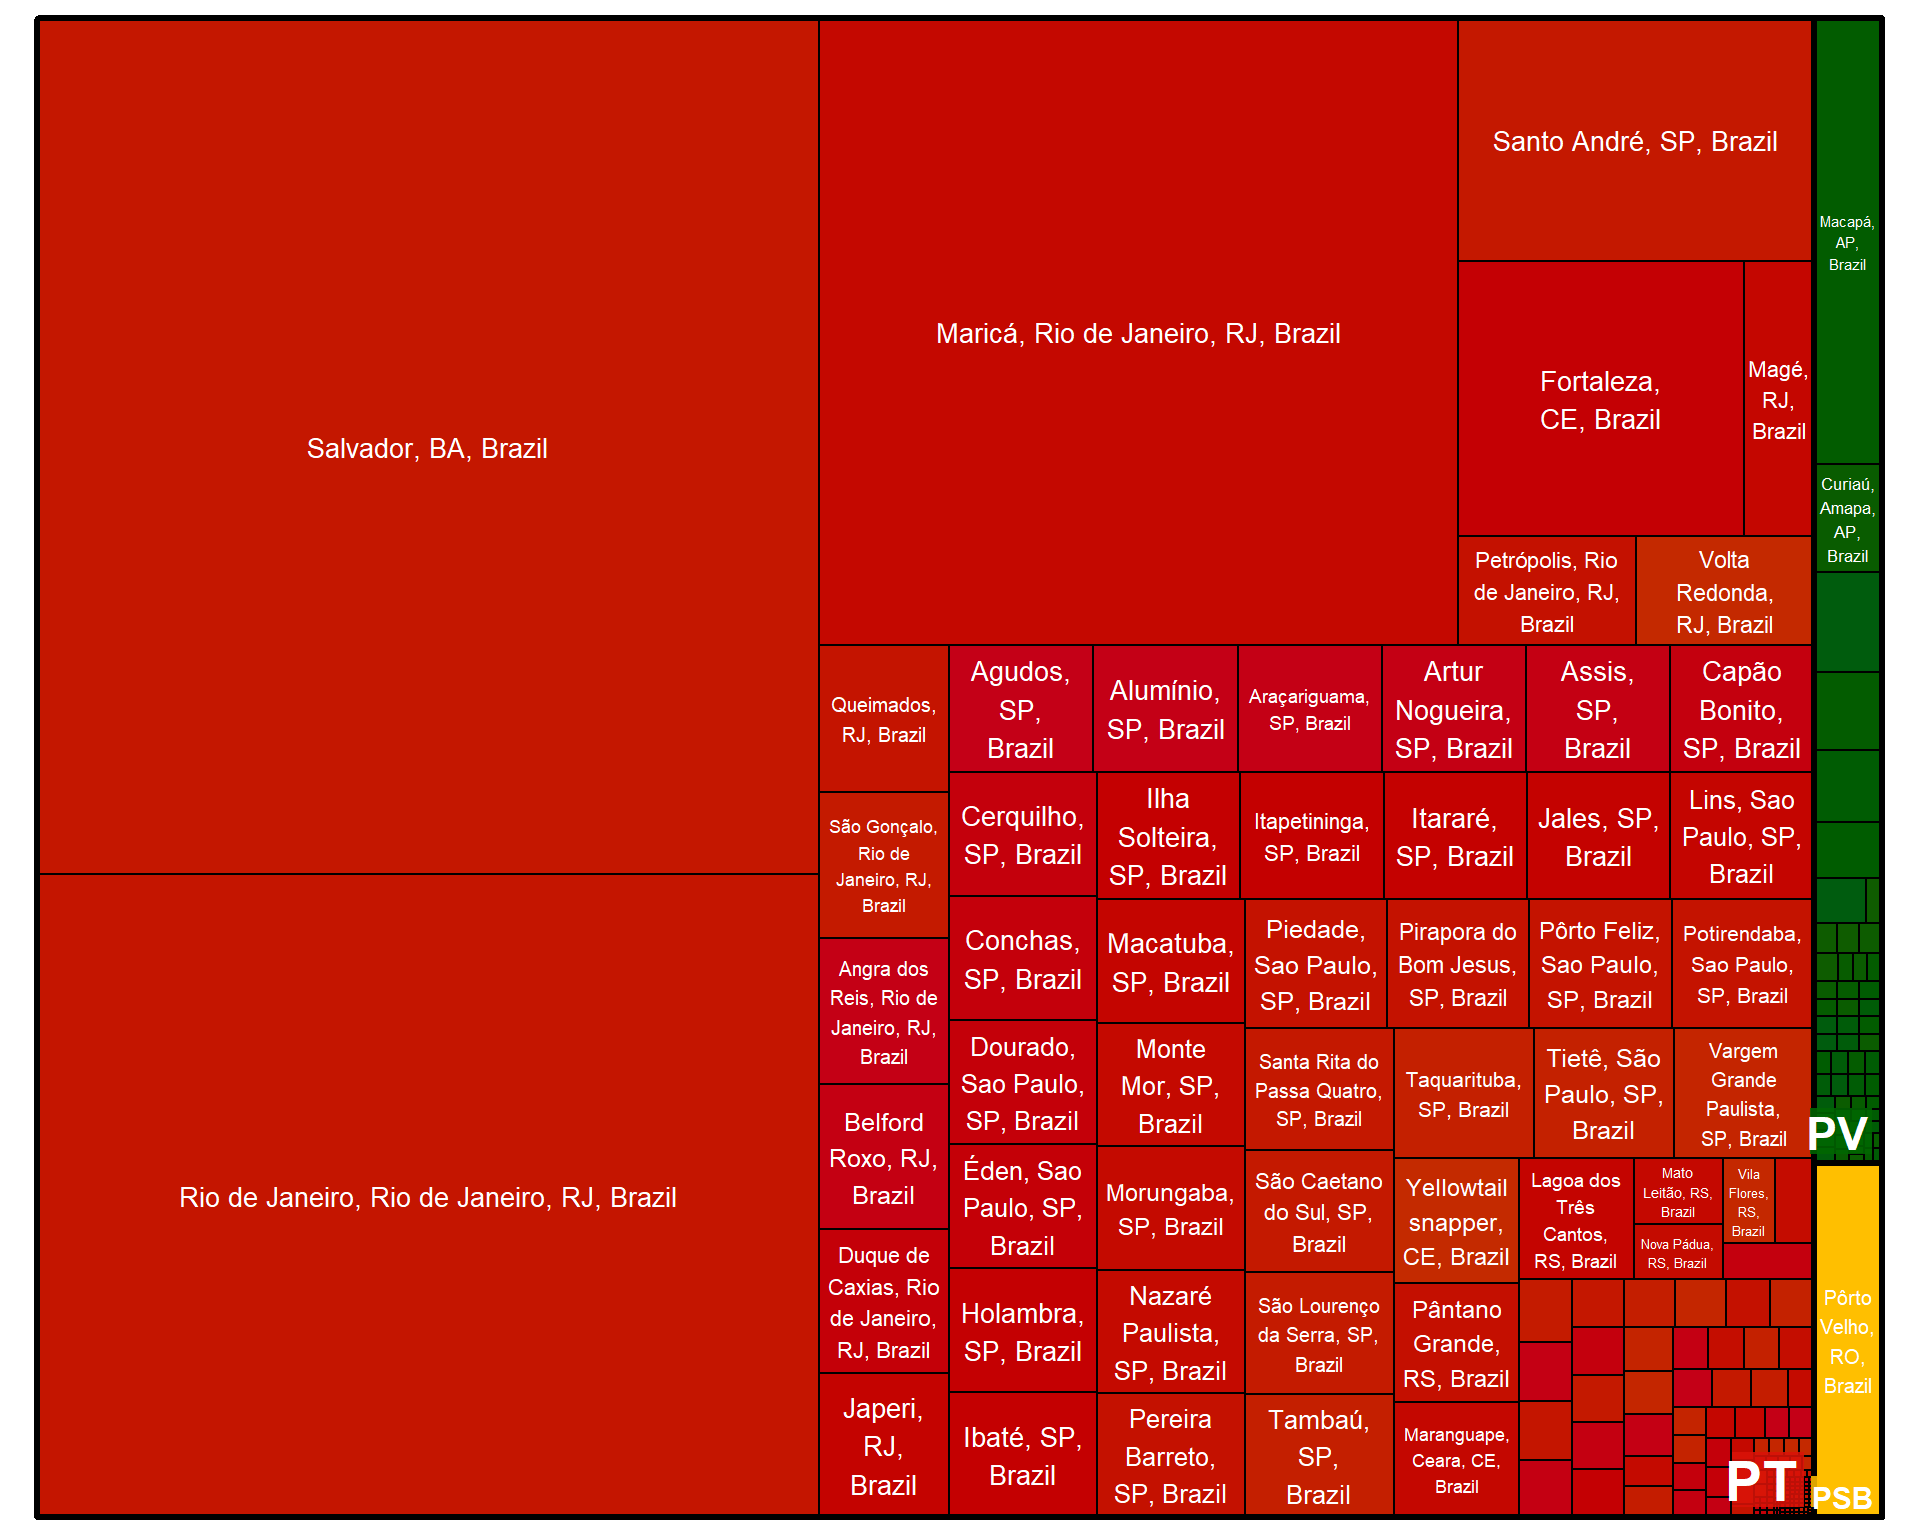 Salvador, BA, Brazil
Rio de Janeiro, Rio de Janeiro, RJ, Brazil
Maricá, Rio de Janeiro, RJ, Brazil
Santo André, SP, Brazil
Fortaleza,
CE, Brazil
Magé,
RJ,
Brazil
Petrópolis, Rio
de Janeiro, RJ,
Brazil
Volta
Redonda,
RJ, Brazil
Queimados,
RJ, Brazil
São Gonçalo,
Rio de
Janeiro, RJ,
Brazil
Angra dos
Reis, Rio de
Janeiro, RJ,
Brazil
Belford
Roxo, RJ,
Brazil
Duque de
Caxias, Rio
de Janeiro,
RJ, Brazil
Japeri,
RJ,
Brazil
Agudos,
SP,
Brazil
Alumínio,
SP, Brazil
Araçariguama,
SP, Brazil
Artur
Nogueira,
SP, Brazil
Assis,
SP,
Brazil
Capão
Bonito,
SP, Brazil
Cerquilho,
SP, Brazil
Ilha
Solteira,
SP, Brazil
Itapetininga,
SP, Brazil
Itararé,
SP, Brazil
Jales, SP,
Brazil
Lins, Sao
Paulo, SP,
Brazil
Conchas,
SP, Brazil
Macatuba,
SP, Brazil
Piedade,
Sao Paulo,
SP, Brazil
Pirapora do
Bom Jesus,
SP, Brazil
Pôrto Feliz,
Sao Paulo,
SP, Brazil
Potirendaba,
Sao Paulo,
SP, Brazil
Dourado,
Sao Paulo,
SP, Brazil
Monte
Mor, SP,
Brazil
Santa Rita do
Passa Quatro,
SP, Brazil
Taquarituba,
SP, Brazil
Tietê, São
Paulo, SP,
Brazil
Vargem
Grande
Paulista,
SP, Brazil
Éden, Sao
Paulo, SP,
Brazil
Morungaba,
SP, Brazil
São Caetano
do Sul, SP,
Brazil
Yellowtail
snapper,
CE, Brazil
Lagoa dos
Três
Cantos,
RS, Brazil
Mato
Leitão, RS,
Brazil
Nova Pádua,
RS, Brazil
Vila
Flores,
RS,
Brazil
Holambra,
SP, Brazil
Nazaré
Paulista,
SP, Brazil
São Lourenço
da Serra, SP,
Brazil
Pântano
Grande,
RS, Brazil
Ibaté, SP,
Brazil
Pereira
Barreto,
SP, Brazil
Tambaú,
SP,
Brazil
Maranguape,
Ceara, CE,
Brazil
PT
Macapá,
AP,
Brazil
Curiaú,
Amapa,
AP,
Brazil
PV
Pôrto
Velho,
RO,
Brazil
PSB